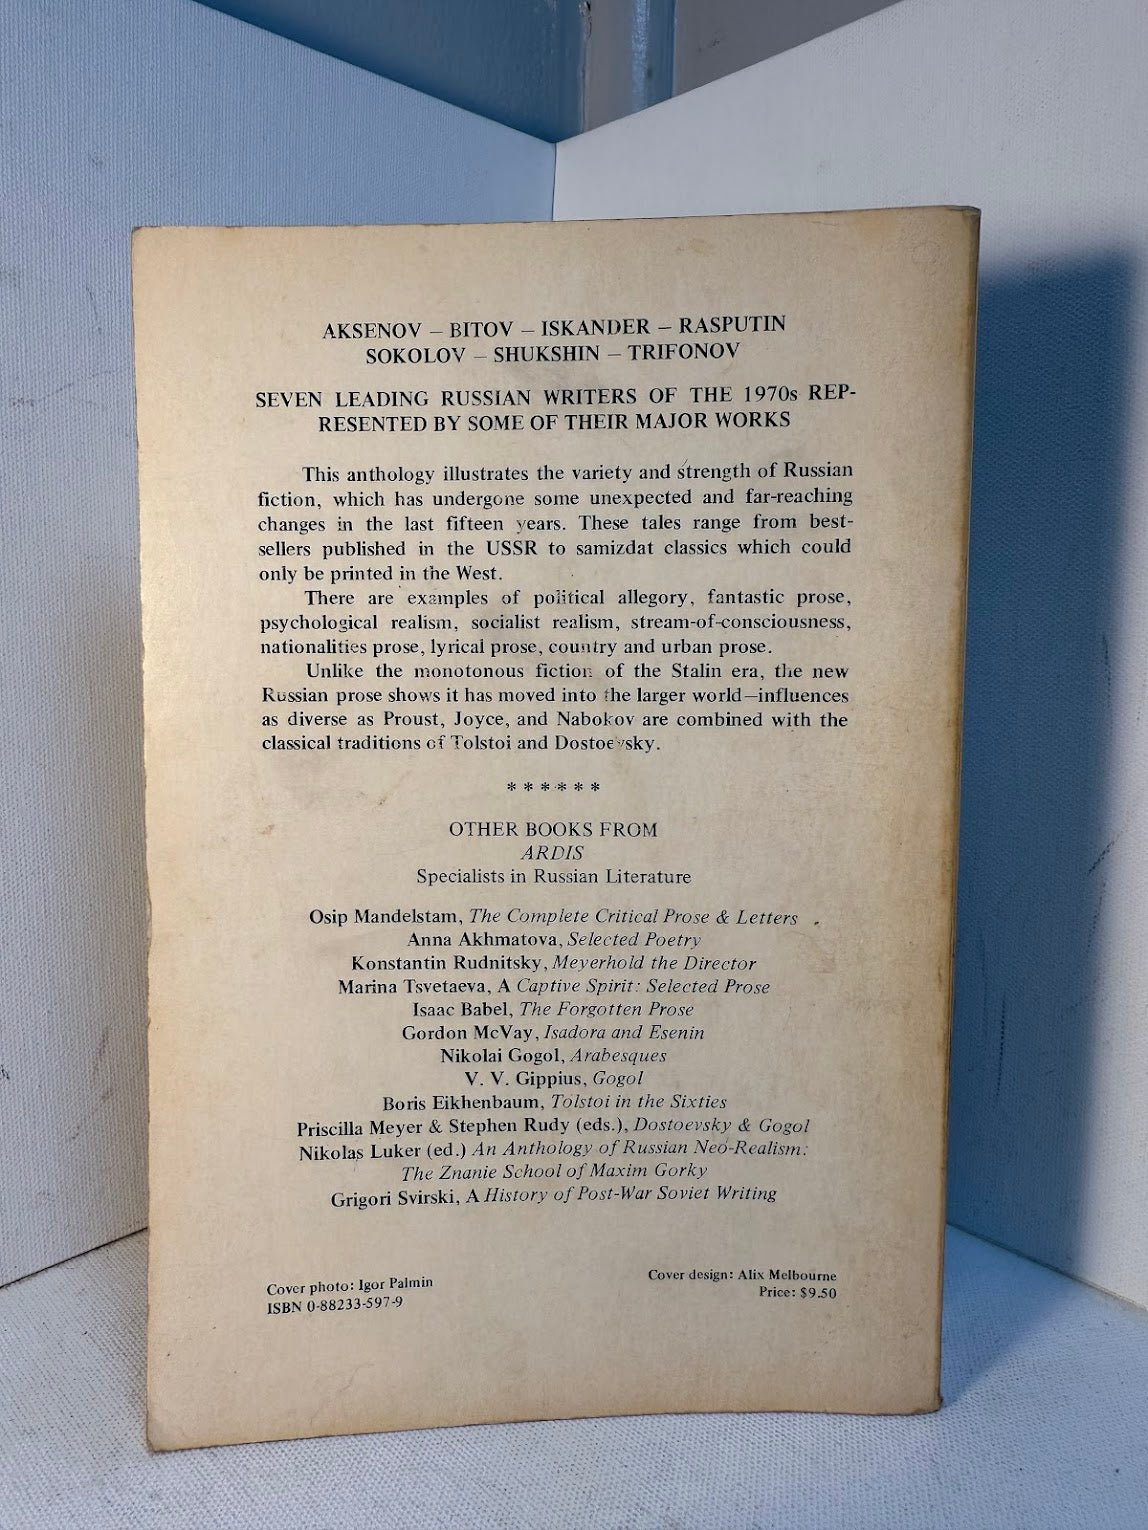 AKSENOV – BITOV – ISKANDER – RASPUTIN
SOKOLOV – SHUKSHIN – TRIFONOV
SEVEN LEADING RUSSIAN WRITERS OF THE 1970s REP-
RESENTED BY SOME OF THEIR MAJOR WORKS
This anthology illustrates the variety and strength of Russian
fiction, which has undergone some unexpected and far-reaching
changes in the last fifteen years. These tales range from best-
sellers published in the USSR to samizdat classics which could
only be printed in the West.
There are examples of political allegory, fantastic prose,
psychological realism, socialist realism, stream-of-consciousness,
nationalities prose, lyrical prose, country and urban prose.
Unlike the monotonous fiction of the Stalin era, the new
Russian prose shows it has moved into the larger world—influences
as diverse as Proust, Joyce, and Nabokov are combined with the
classical traditions of Tolstoi and Dostoevsky.
* * * * * *
OTHER BOOKS FROM
ARDIS
Specialists in Russian Literature
Osip Mandelstam, The Complete Critical Prose & Letters
Anna Akhmatova, Selected Poetry
Konstantin Rudnitsky, Meyerhold the Director
Marina Tsvetaeva, A Captive Spirit: Selected Prose
Isaac Babel, The Forgotten Prose
Gordon McVay, Isadora and Esenin
Nikolai Gogol, Arabesques
V. V. Gippius, Gogol
Boris Eikhenbaum, Tolstoi in the Sixties
Priscilla Meyer & Stephen Rudy (eds.), Dostoevsky & Gogol
Nikolas Luker (ed.) An Anthology of Russian Neo-Realism:
The Znanie School of Maxim Gorky
Grigori Svirski, A History of Post-War Soviet Writing
Cover photo: Igor Palmin
ISBN 0-88233-597-9
Cover design: Alix Melbourne
Price: $9.50